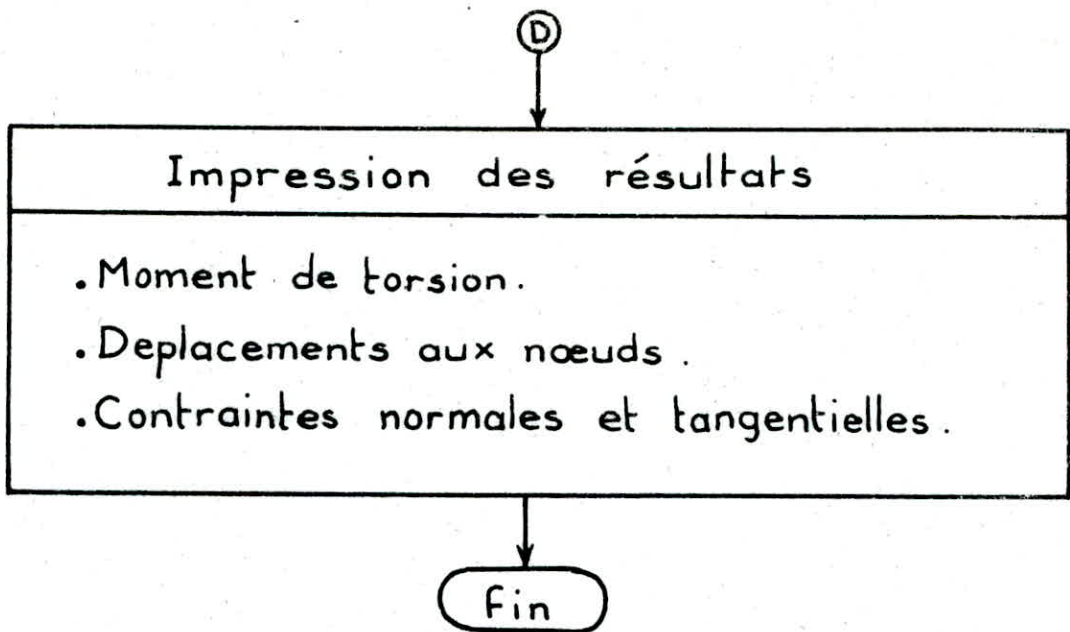 D
Impression des résultats
. Moment de torsion.
. Deplacements aux nœuds.
. Contraintes normales et tangentielles.
Fin